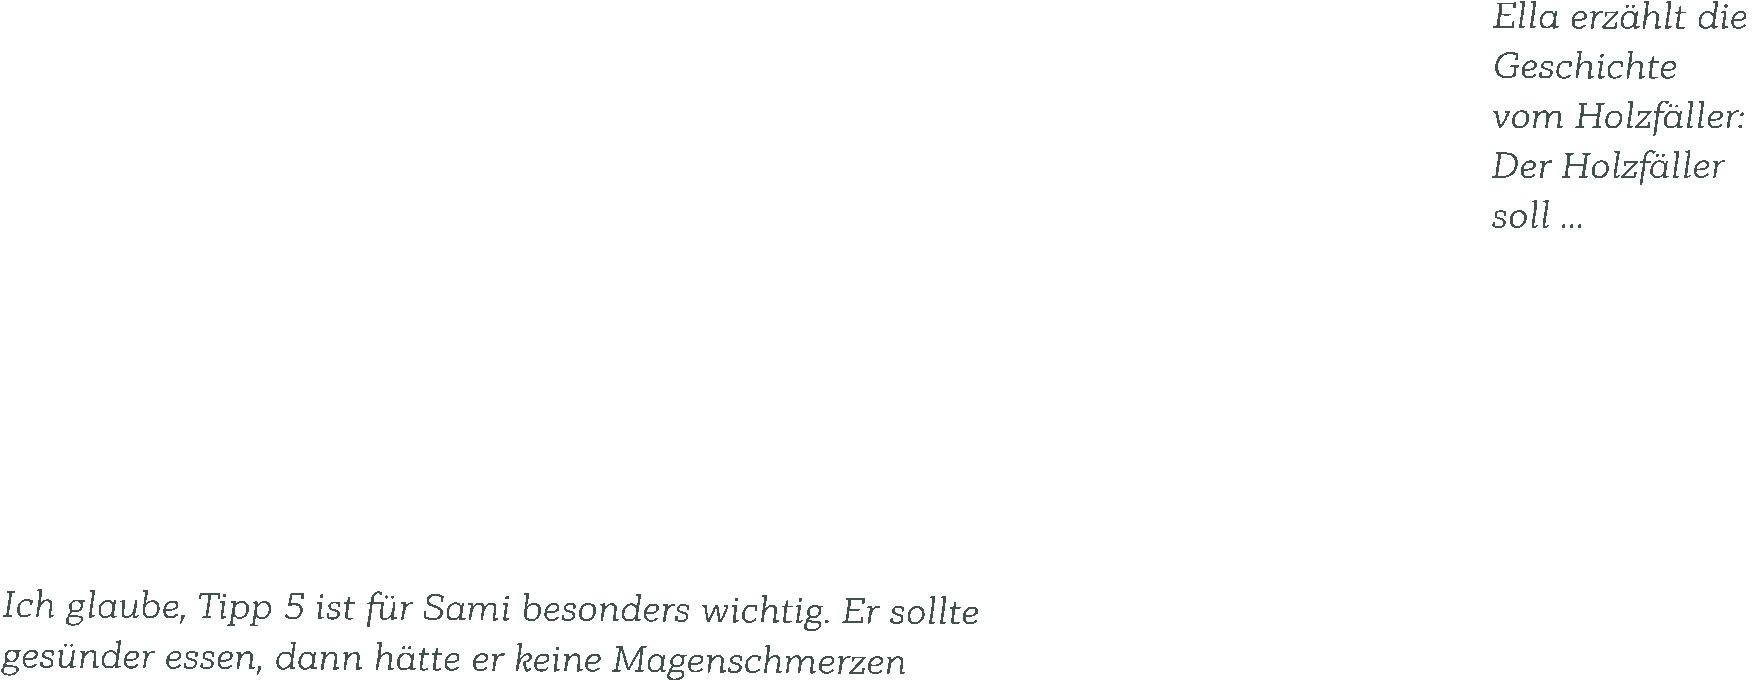 Ella erzählt die
Geschichte
vom Holzfäller:
Der Holzfäller
soll ...
Ich glaube, Tipp 5 ist für Sami besonders wichtig. Er sollte
gesünder essen, dann hätte er keine Magenschmerzen